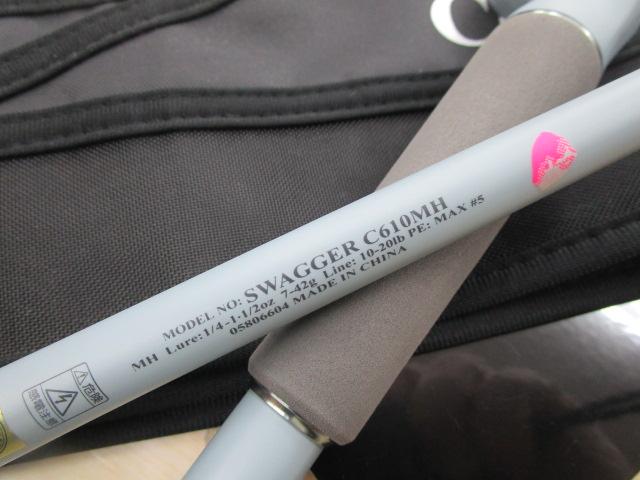 MODEL NO: SWAGGER C610MH
MH Lure:1/4-1·1/2oz 7-42g Line: 10-20lb PE: MAX #5
05806604 MADE IN CHINA
危険
感電注意
C